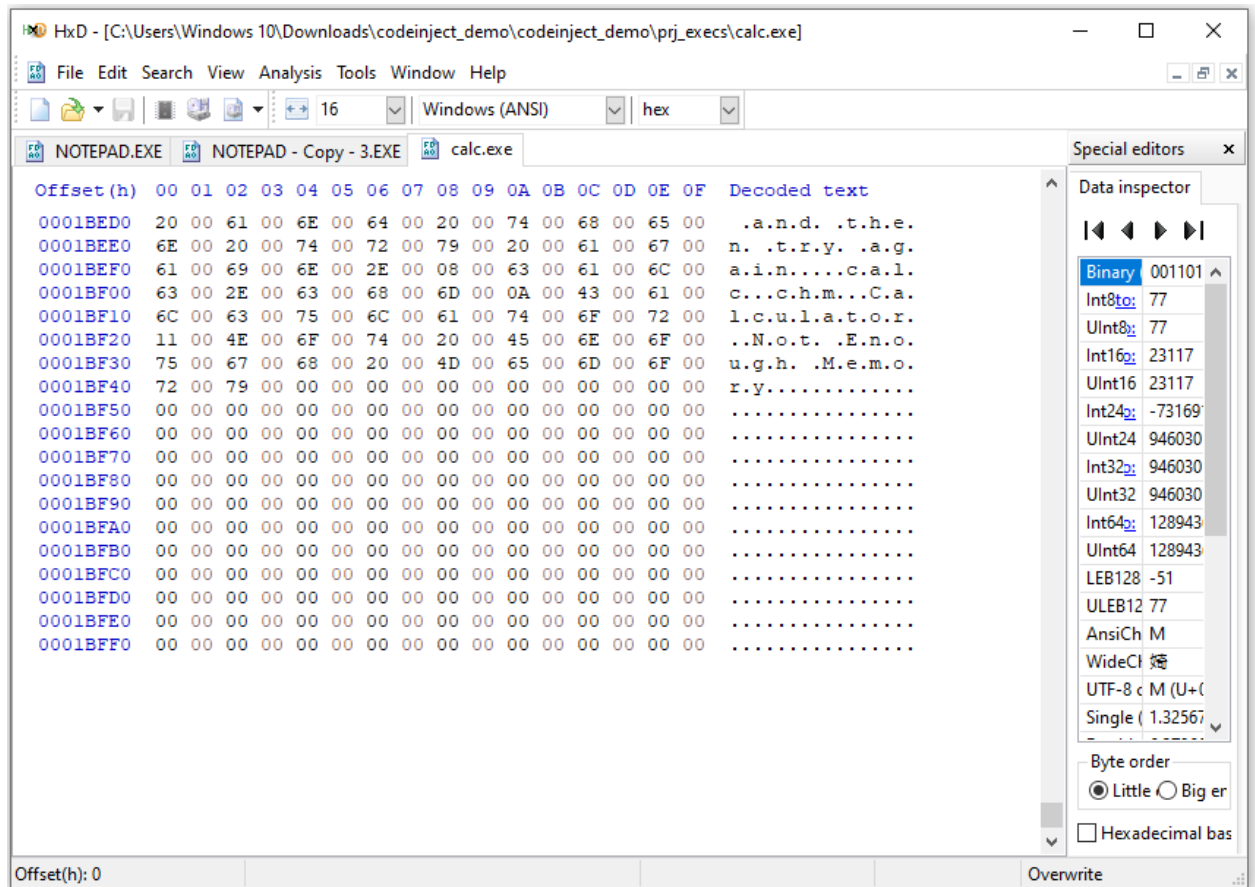 HxD - [C:\Users\Windows 10\Downloads\codeinject_demo\codeinject_demo\prj_execs\calc.exe]
File Edit Search View Analysis Tools Window Help
16 Windows (ANSI) hex
NOTEPAD.EXE NOTEPAD - Copy - 3.EXE calc.exe
Offset(h) 00 01 02 03 04 05 06 07 08 09 0A 0B 0C 0D 0E 0F Decoded text
0001BED0 20 00 61 00 6E 00 64 00 20 00 74 00 68 00 65 00  .a.n.d. .t.h.e.
0001BEE0 6E 00 20 00 74 00 72 00 79 00 20 00 61 00 67 00 n. .t.r.y. .a.g.
0001BEF0 61 00 69 00 6E 00 2E 00 08 00 63 00 61 00 6C 00 a.i.n.....c.a.l.
0001BF00 63 00 2E 00 63 00 68 00 6D 00 0A 00 43 00 61 00 c...c.h.m...C.a.
0001BF10 6C 00 63 00 75 00 6C 00 61 00 74 00 6F 00 72 00 l.c.u.l.a.t.o.r.
0001BF20 11 00 4E 00 6F 00 74 00 20 00 45 00 6E 00 6F 00 ..N.o.t. .E.n.o.
0001BF30 75 00 67 00 68 00 20 00 4D 00 65 00 6D 00 6F 00 u.g.h. .M.e.m.o.
0001BF40 72 00 79 00 00 00 00 00 00 00 00 00 00 00 00 00 r.y.............
0001BF50 00 00 00 00 00 00 00 00 00 00 00 00 00 00 00 00 ................
0001BF60 00 00 00 00 00 00 00 00 00 00 00 00 00 00 00 00 ................
0001BF70 00 00 00 00 00 00 00 00 00 00 00 00 00 00 00 00 ................
0001BF80 00 00 00 00 00 00 00 00 00 00 00 00 00 00 00 00 ................
0001BF90 00 00 00 00 00 00 00 00 00 00 00 00 00 00 00 00 ................
0001BFA0 00 00 00 00 00 00 00 00 00 00 00 00 00 00 00 00 ................
0001BFB0 00 00 00 00 00 00 00 00 00 00 00 00 00 00 00 00 ................
0001BFC0 00 00 00 00 00 00 00 00 00 00 00 00 00 00 00 00 ................
0001BFD0 00 00 00 00 00 00 00 00 00 00 00 00 00 00 00 00 ................
0001BFE0 00 00 00 00 00 00 00 00 00 00 00 00 00 00 00 00 ................
0001BFF0 00 00 00 00 00 00 00 00 00 00 00 00 00 00 00 00 ................
Special editors
Data inspector
Binary ( 001101
Int8 to: 77
UInt8 77
Int16 23117
UInt16 23117
Int24 -73169
UInt24 946030
Int32 946030
UInt32 946030
Int64 128943
UInt64 128943
LEB128 -51
ULEB12 77
AnsiCh M
WideCh
UTF-8 c M (U+0
Single ( 1.32567
Byte order
Little Big er
Hexadecimal bas
Offset(h): 0 Overwrite